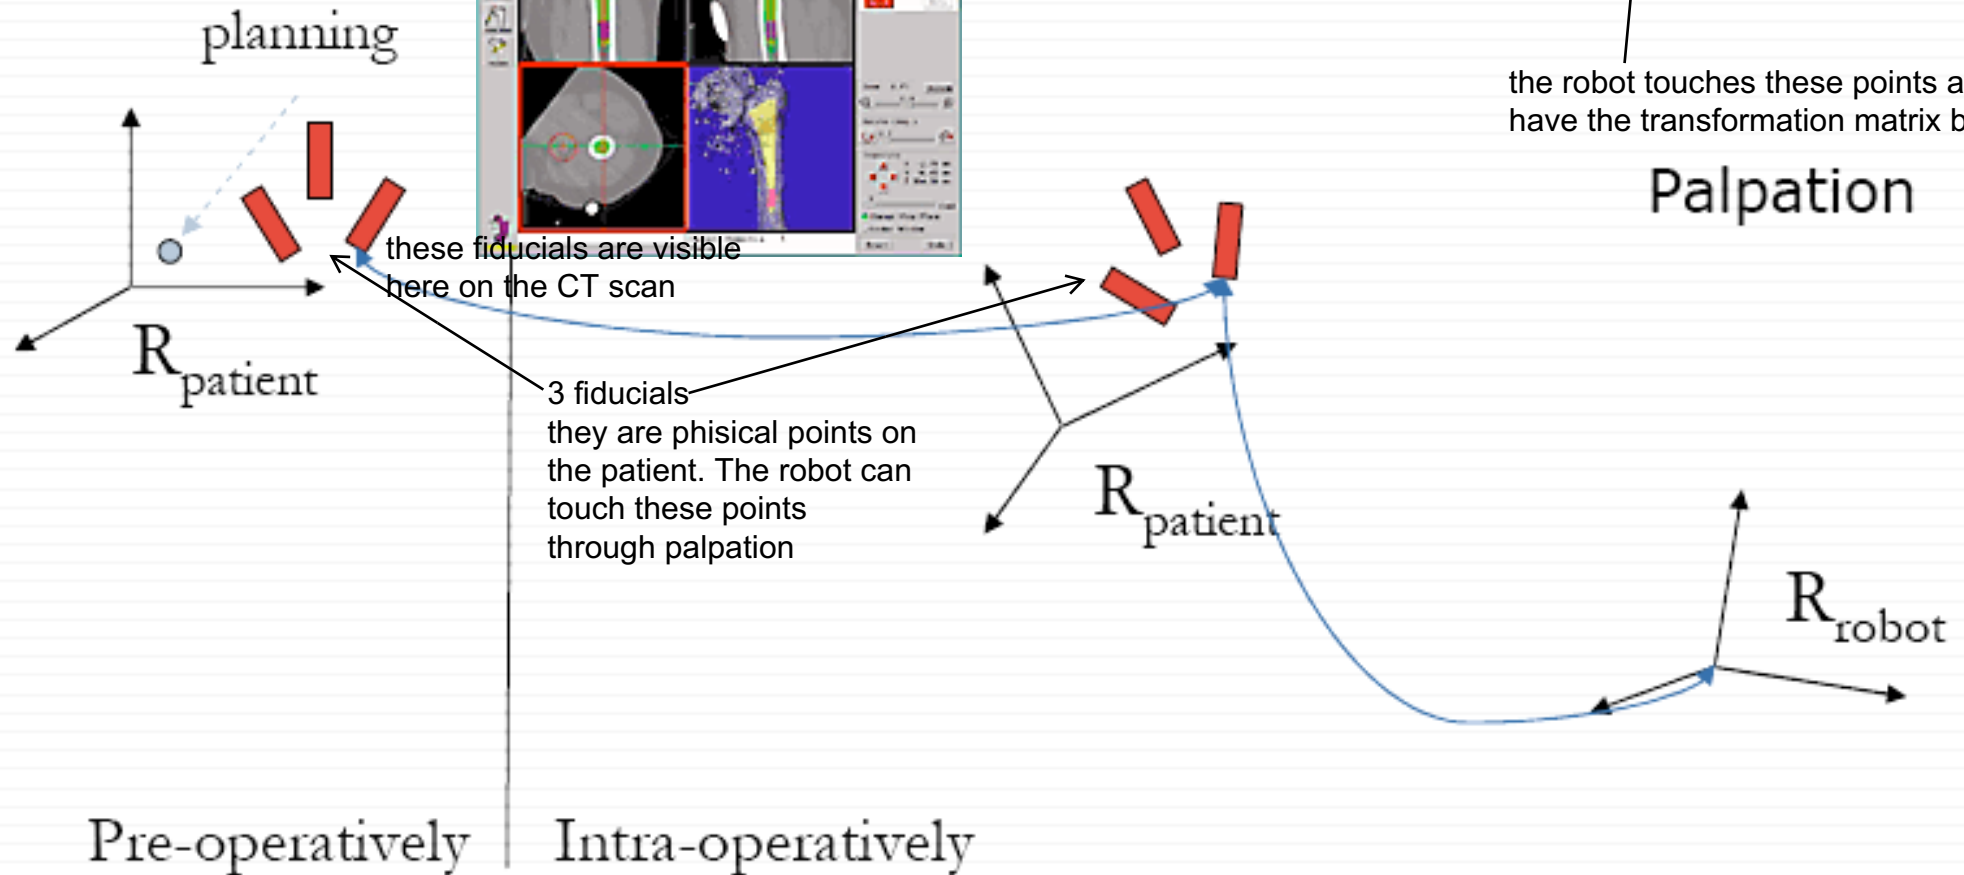 planning
the robot touches these points a
have the transformation matrix b
Palpation
these fiducials are visible
here on the CT scan
R patient
3 fiducials
they are phisical points on
the patient. The robot can
touch these points
through palpation
R patient
R robot
Pre-operatively
Intra-operatively